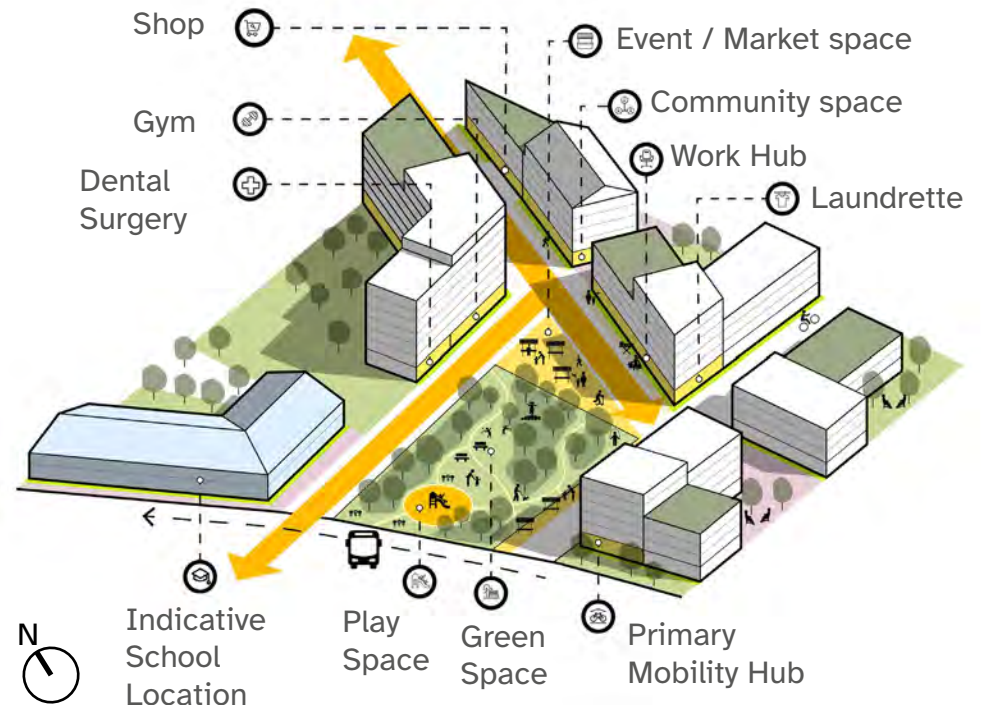 Shop
Event / Market space
Community space
Gym
Work Hub
Dental
Surgery
Laundrette
N
Indicative
School
Location
Play
Space
Green
Space
Primary
Mobility Hub